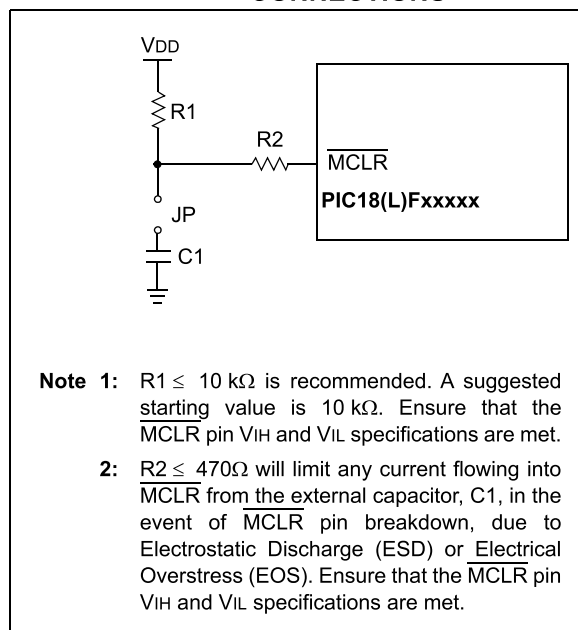 VDD
R1
R2
MCLR
PIC18(L)Fxxxxx
JP
C1
Note 1: R1 ≤ 10 kΩ is recommended. A suggested
starting value is 10 kΩ. Ensure that the
MCLR pin VIH and VIL specifications are met.
2: R2 ≤ 470Ω will limit any current flowing into
MCLR from the external capacitor, C1, in the
event of MCLR pin breakdown, due to
Electrostatic Discharge (ESD) or Electrical
Overstress (EOS). Ensure that the MCLR pin
VIH and VIL specifications are met.